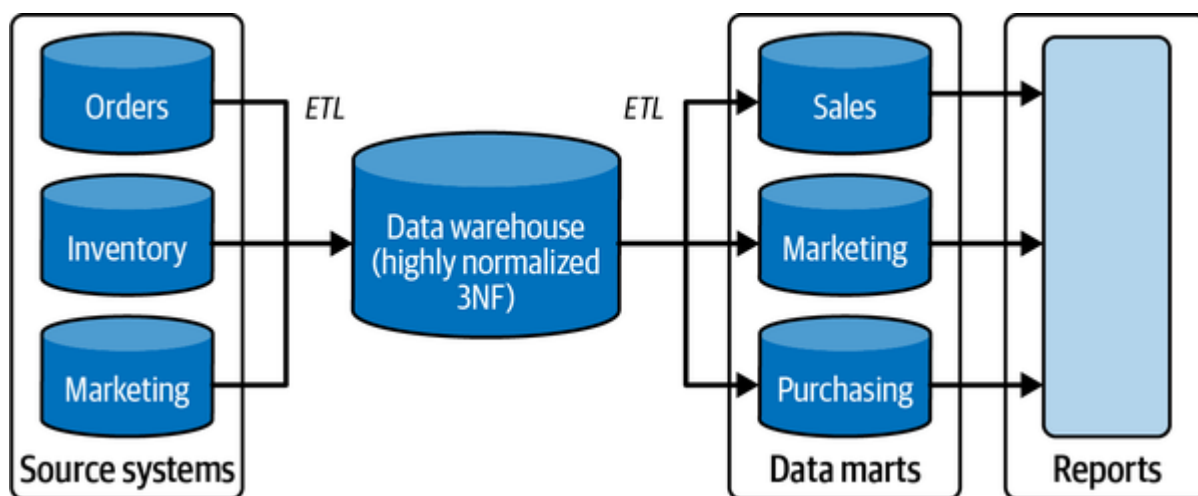 Orders
Inventory
Marketing
Source systems
ETL
Data warehouse
(highly normalized
3NF)
ETL
Sales
Marketing
Purchasing
Data marts
Reports